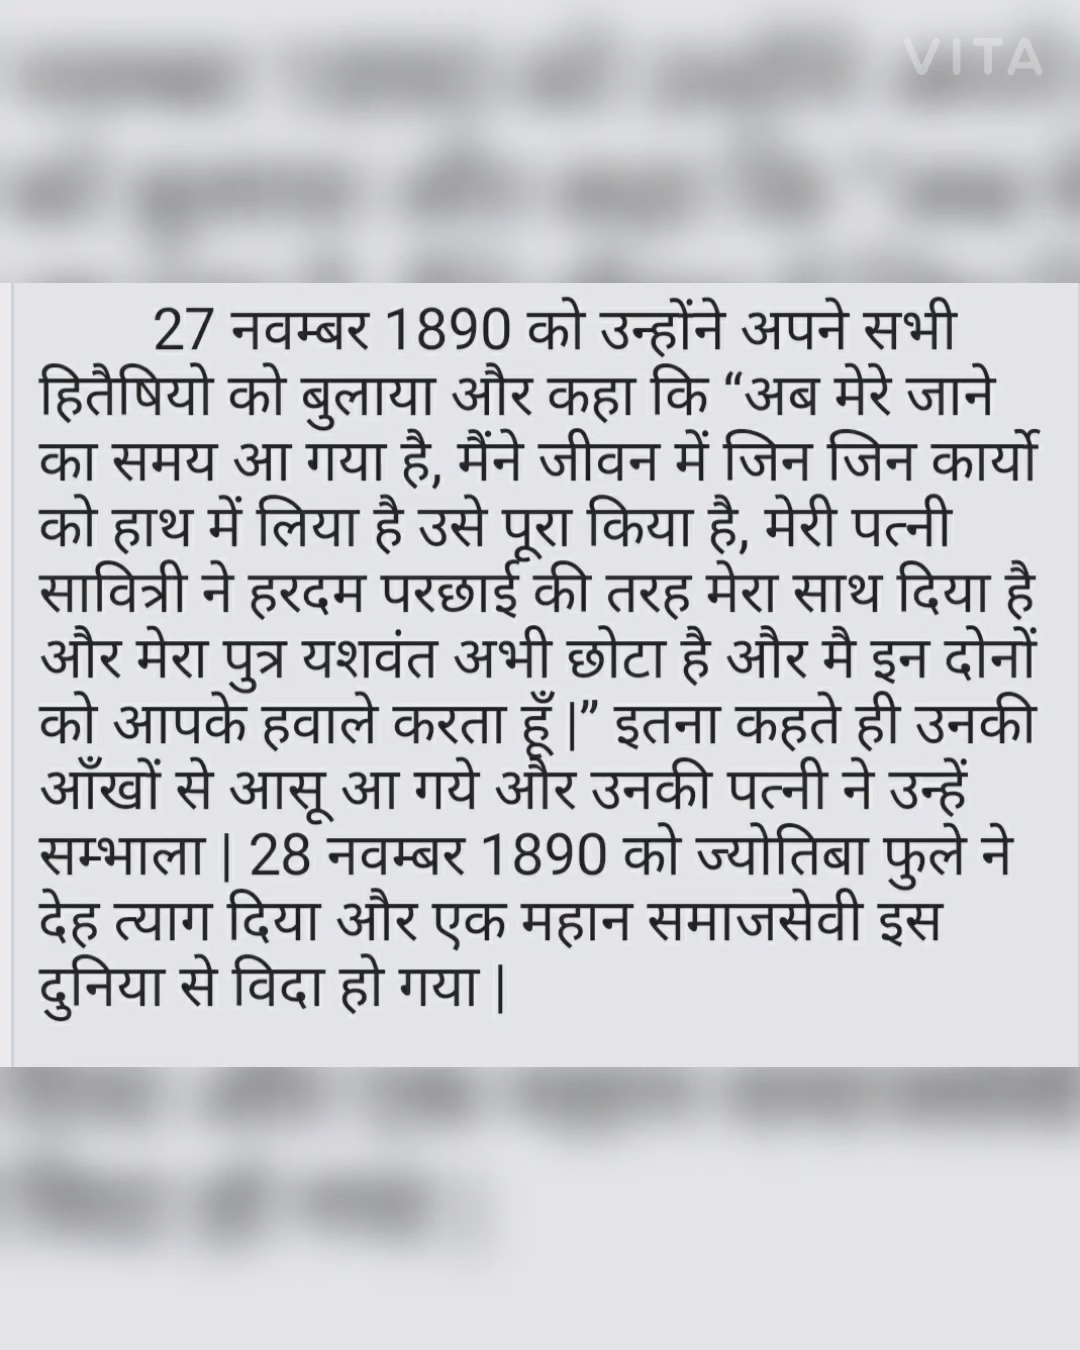 VITA
27 नवम्बर 1890 को उन्होंने अपने सभी
हितैषियो को बुलाया और कहा कि “अब मेरे जाने
का समय आ गया है, मैंने जीवन में जिन जिन कार्यो
को हाथ में लिया है उसे पूरा किया है, मेरी पत्नी
सावित्री ने हरदम परछाई की तरह मेरा साथ दिया है
और मेरा पुत्र यशवंत अभी छोटा है और मै इन दोनों
को आपके हवाले करता हूँ |” इतना कहते ही उनकी
आँखों से आसू आ गये और उनकी पत्नी ने उन्हें
सम्भाला | 28 नवम्बर 1890 को ज्योतिबा फुले ने
देह त्याग दिया और एक महान समाजसेवी इस
दुनिया से विदा हो गया |